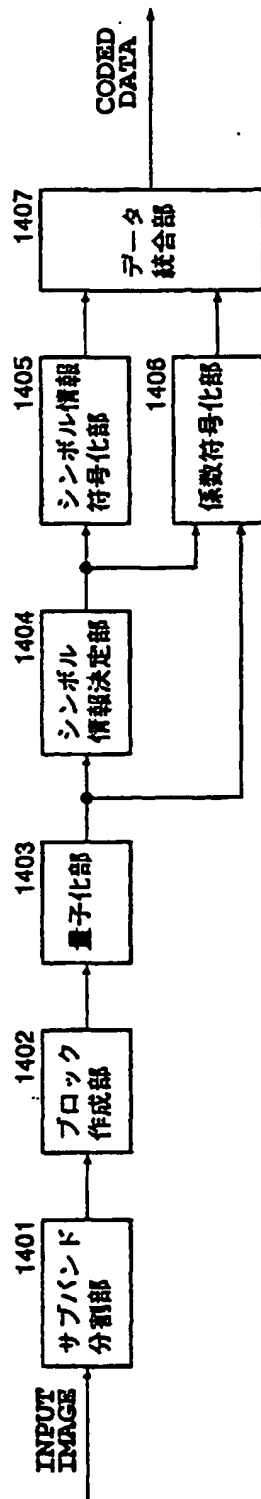 INPUT
IMAGE
1401
サブバンド
分割部
1402
ブロック
作成部
1403
量子化部
1404
シンボル
情報決定部
1405
シンボル情報
符号化部
1406
係数符号化部
1407
データ
統合部
CODED
DATA